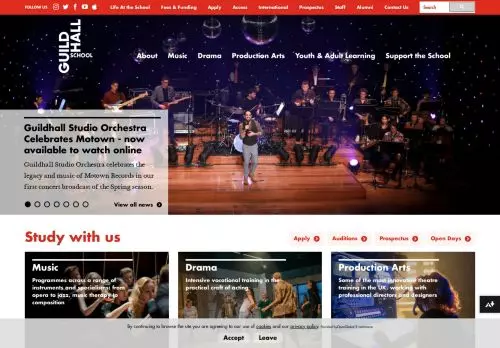 FOLLOW US
Life At the School
Fees & Funding
Apply
Access
International
Prospectus
Staff
Alumni
Contact Us
Search
GUILD
HALL
SCHOOL
About
Music
Drama
Production Arts
Youth & Adult Learning
Support the School
Guildhall Studio Orchestra
Celebrates Motown - now
available to watch online
Guildhall Studio Orchestra celebrates the
legacy and music of Motown Records in our
first concert broadcast of the Spring season.
View all news
Study with us
Apply
Auditions
Prospectus
Open Days
Music
Programmes across a range of
instruments and specialisms: from
opera to jazz, music therapy to
composition
Drama
Intensive vocational training in the
practical craft of acting
Production Arts
Some of the most innovative theatre
training in the UK, working with
professional directors and designers
By continuing to browse the site you are agreeing to our use of cookies and our privacy policy.
Accept
Leave